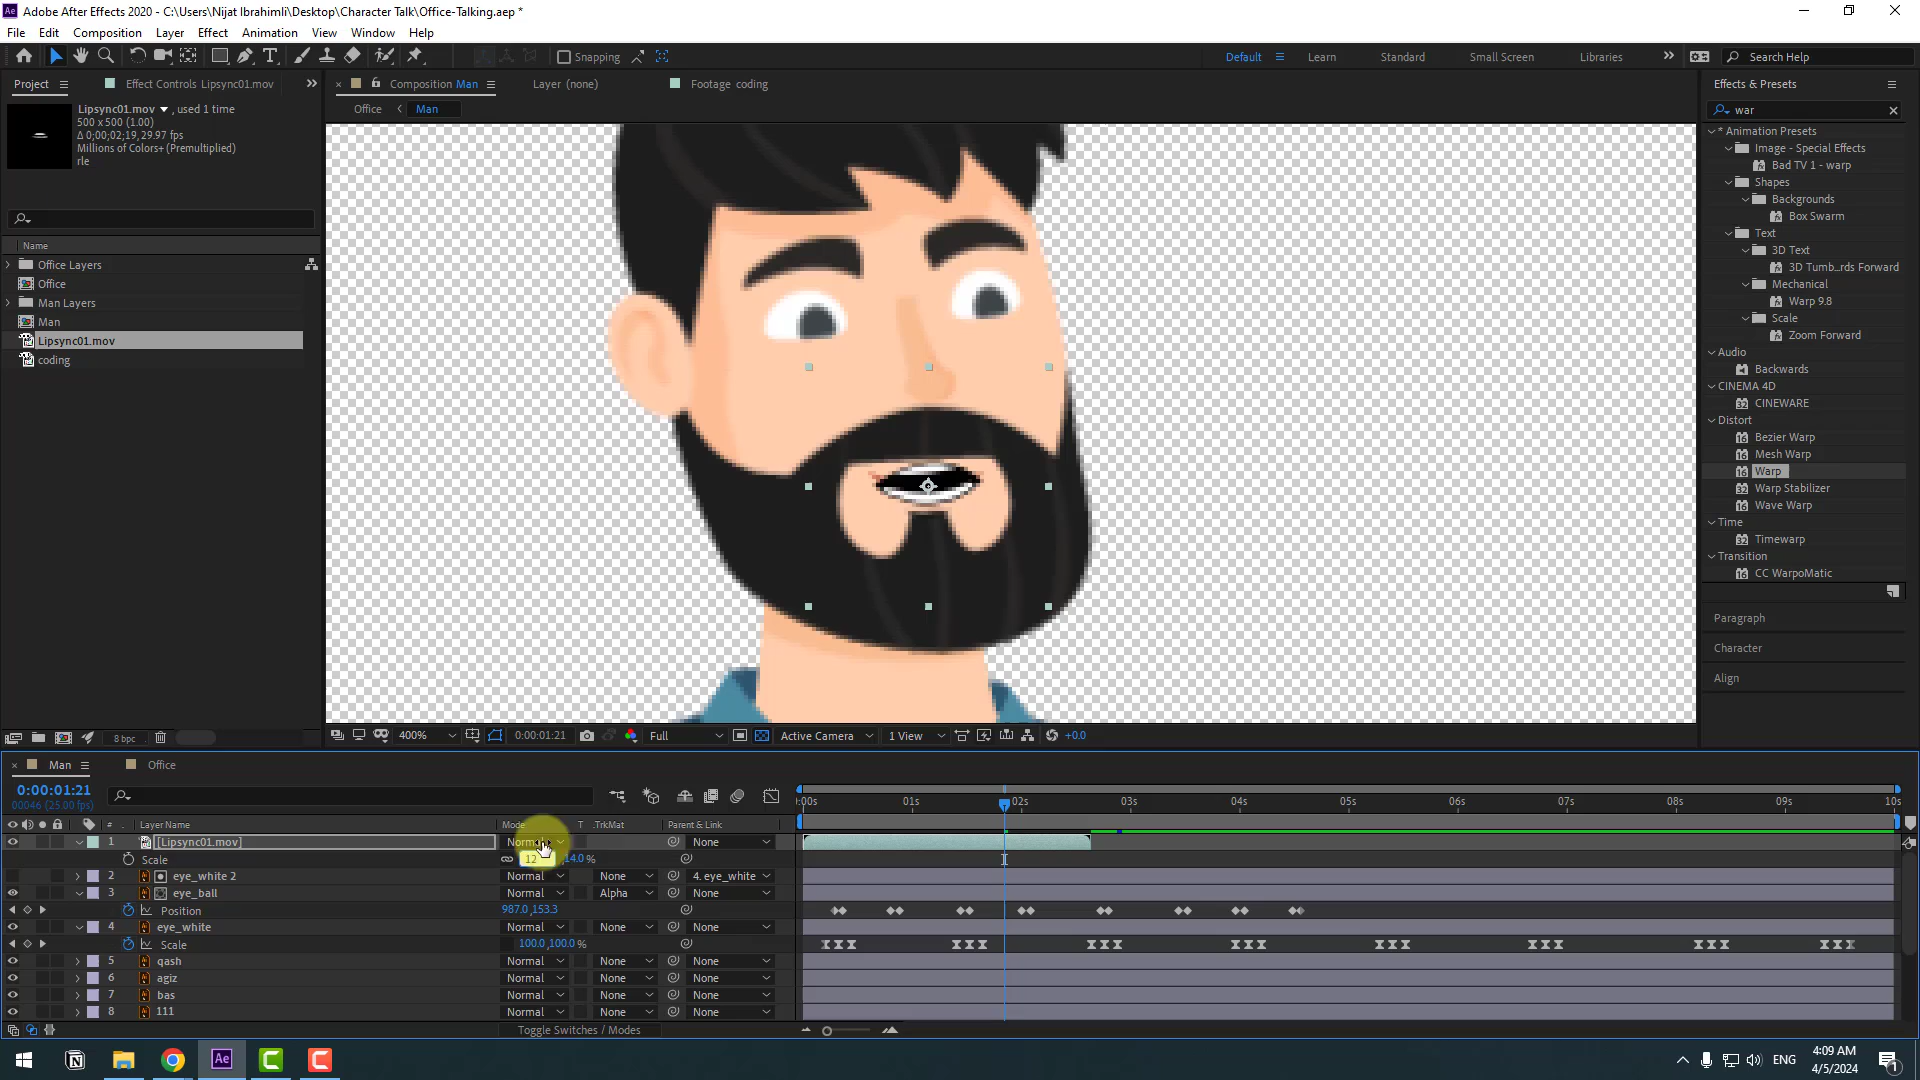 Adobe After Effects 2020 - C:\Users\Nijat Ibrahimli\Desktop\Character Talk\Office-Talking.aep *
File Edit Composition Layer Effect Animation View Window Help
Snapping
Default Learn Standard Small Screen Libraries Search Help
Project Effect Controls Lipsync01.mov
Composition Man Layer (none) Footage coding
Effects & Presets
Office Man
Lipsync01.mov , used 1 time
500 x 500 (1.00)
Δ 0;00;02;19, 29.97 fps
Millions of Colors+ (Premultiplied)
rle
war
* Animation Presets
Image - Special Effects
Bad TV 1 - warp
Shapes
Backgrounds
Box Swarm
Text
3D Text
3D Tumb...rds Forward
Mechanical
Warp 9.8
Scale
Zoom Forward
Audio
Backwards
CINEMA 4D
CINEWARE
Distort
Bezier Warp
Mesh Warp
Warp
Warp Stabilizer
Wave Warp
Time
Timewarp
Transition
CC WarpoMatic
Paragraph
Character
Align
Name
Office Layers
Office
Man Layers
Man
Lipsync01.mov
coding
8 bpc
400% 0:00:01:21 Full Active Camera 1 View +0.0
Man Office
0:00:01:21
00046 (25.00 fps)
:00s 01s 02s 03s 04s 05s 06s 07s 08s 09s 10s
# Layer Name Mode T .TrkMat Parent & Link
1 [Lipsync01.mov] Normal None
Scale 12 ,14.0 %
2 eye_white 2 Normal None 4. eye_white
3 eye_ball Normal Alpha None
Position 987.0 ,153.3
4 eye_white Normal None None
Scale 100.0 ,100.0 %
5 qash Normal None None
6 agiz Normal None None
7 bas Normal None None
8 111 Normal None None
Toggle Switches / Modes
ENG
4:09 AM
4/5/2024